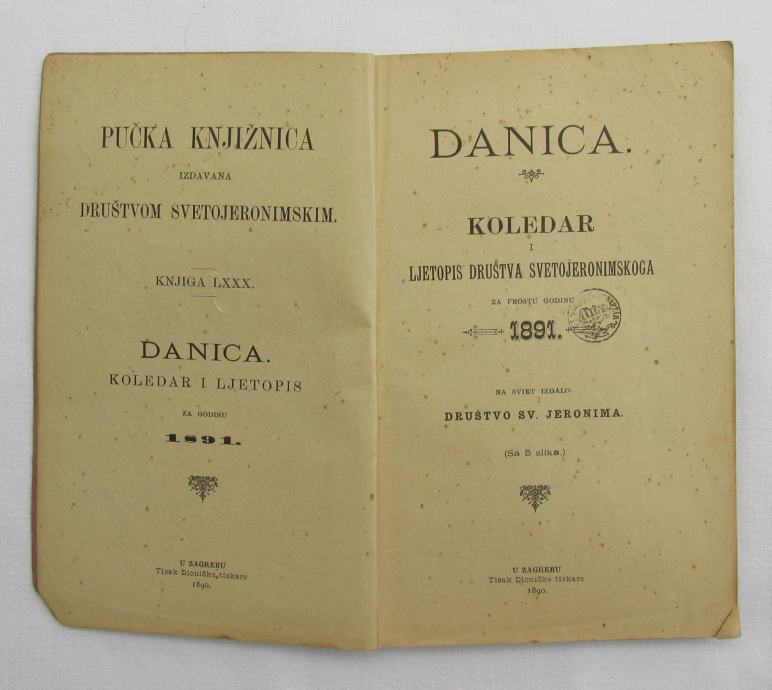 PUČKA KNJIŽNICA
IZDAVANA
DRUŠTVOM SVETOJERONIMSKIM.
KNJIGA LXXX.
DANICA.
KOLEDAR I LJETOPIS
ZA GODINU
1891.
U ZAGREBU
Tisak Dioničke tiskare
1890.
DANICA.
KOLEDAR
I
LJETOPIS DRUŠTVA SVETOJERONIMSKOGA
ZA PROSTU GODINU
1891.
NA SVIET IZDALO
DRUŠTVO SV. JERONIMA.
(Sa 5 slika.)
U ZAGREBU
Tisak Dioničke tiskare
1890.